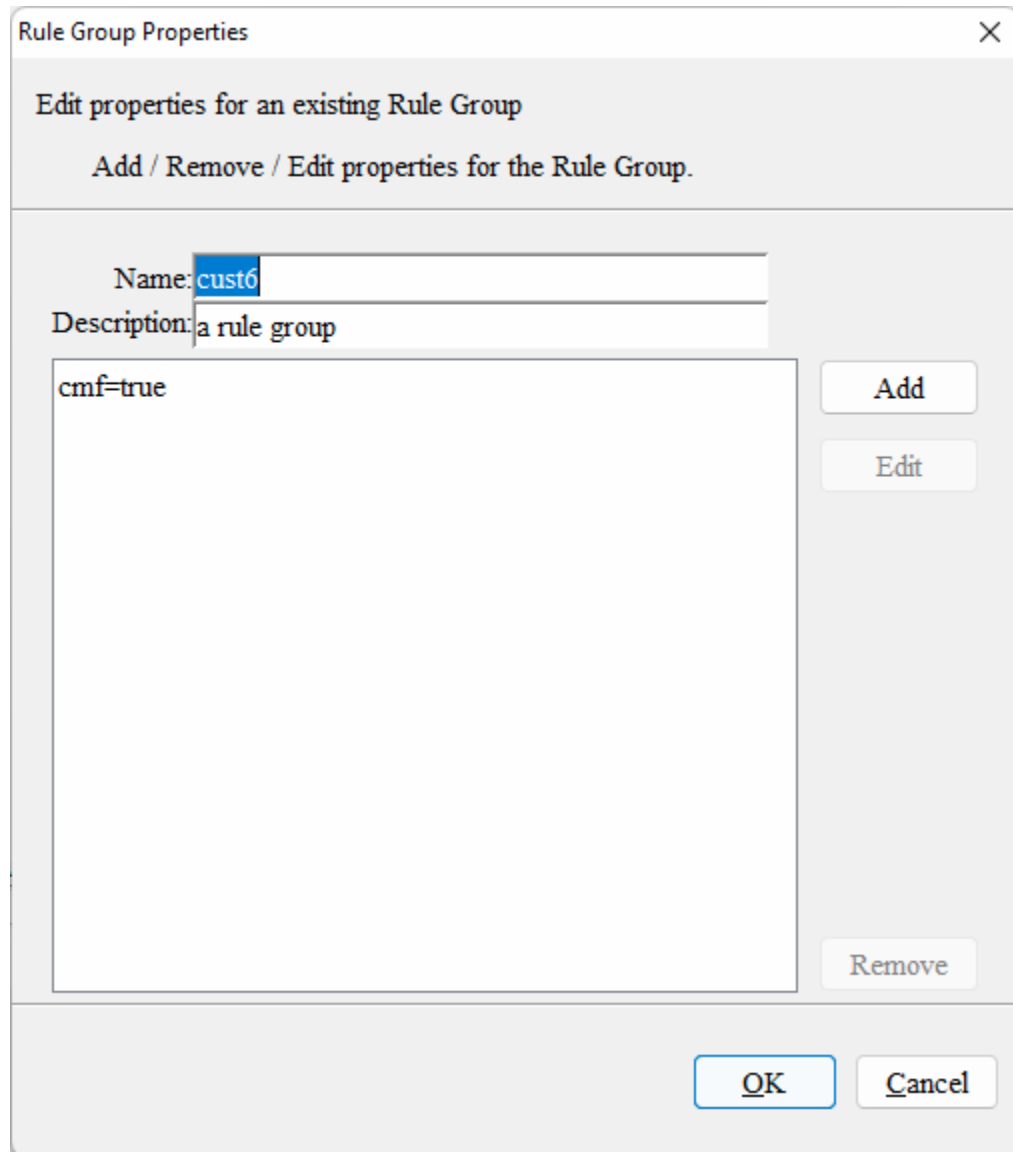 Rule Group Properties
Edit properties for an existing Rule Group
Add / Remove / Edit properties for the Rule Group.
Name: cust6
Description: a rule group
cmf=true
Add
Edit
Remove
OK
Cancel